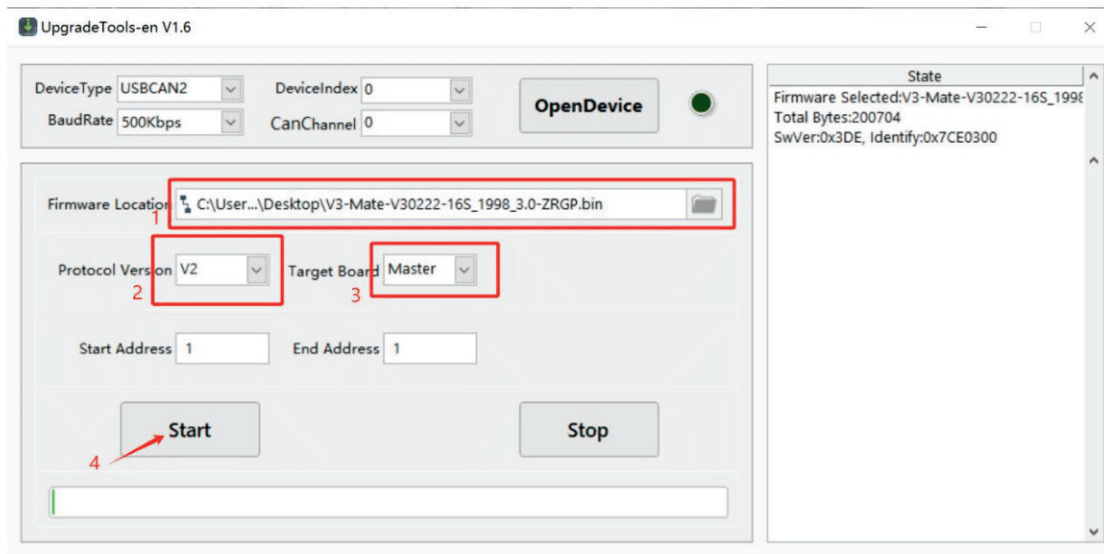 UpgradeTools-en V1.6
DeviceType USBCAN2 DeviceIndex 0 OpenDevice
BaudRate 500Kbps CanChannel 0
Firmware Location C:\User...\Desktop\V3-Mate-V30222-16S_1998_3.0-ZRGP.bin
1
Protocol Version V2 Target Board Master
2 3
Start Address 1 End Address 1
Start Stop
4
State
Firmware Selected:V3-Mate-V30222-16S_1998
Total Bytes:200704
SwVer:0x3DE, Identify:0x7CE0300